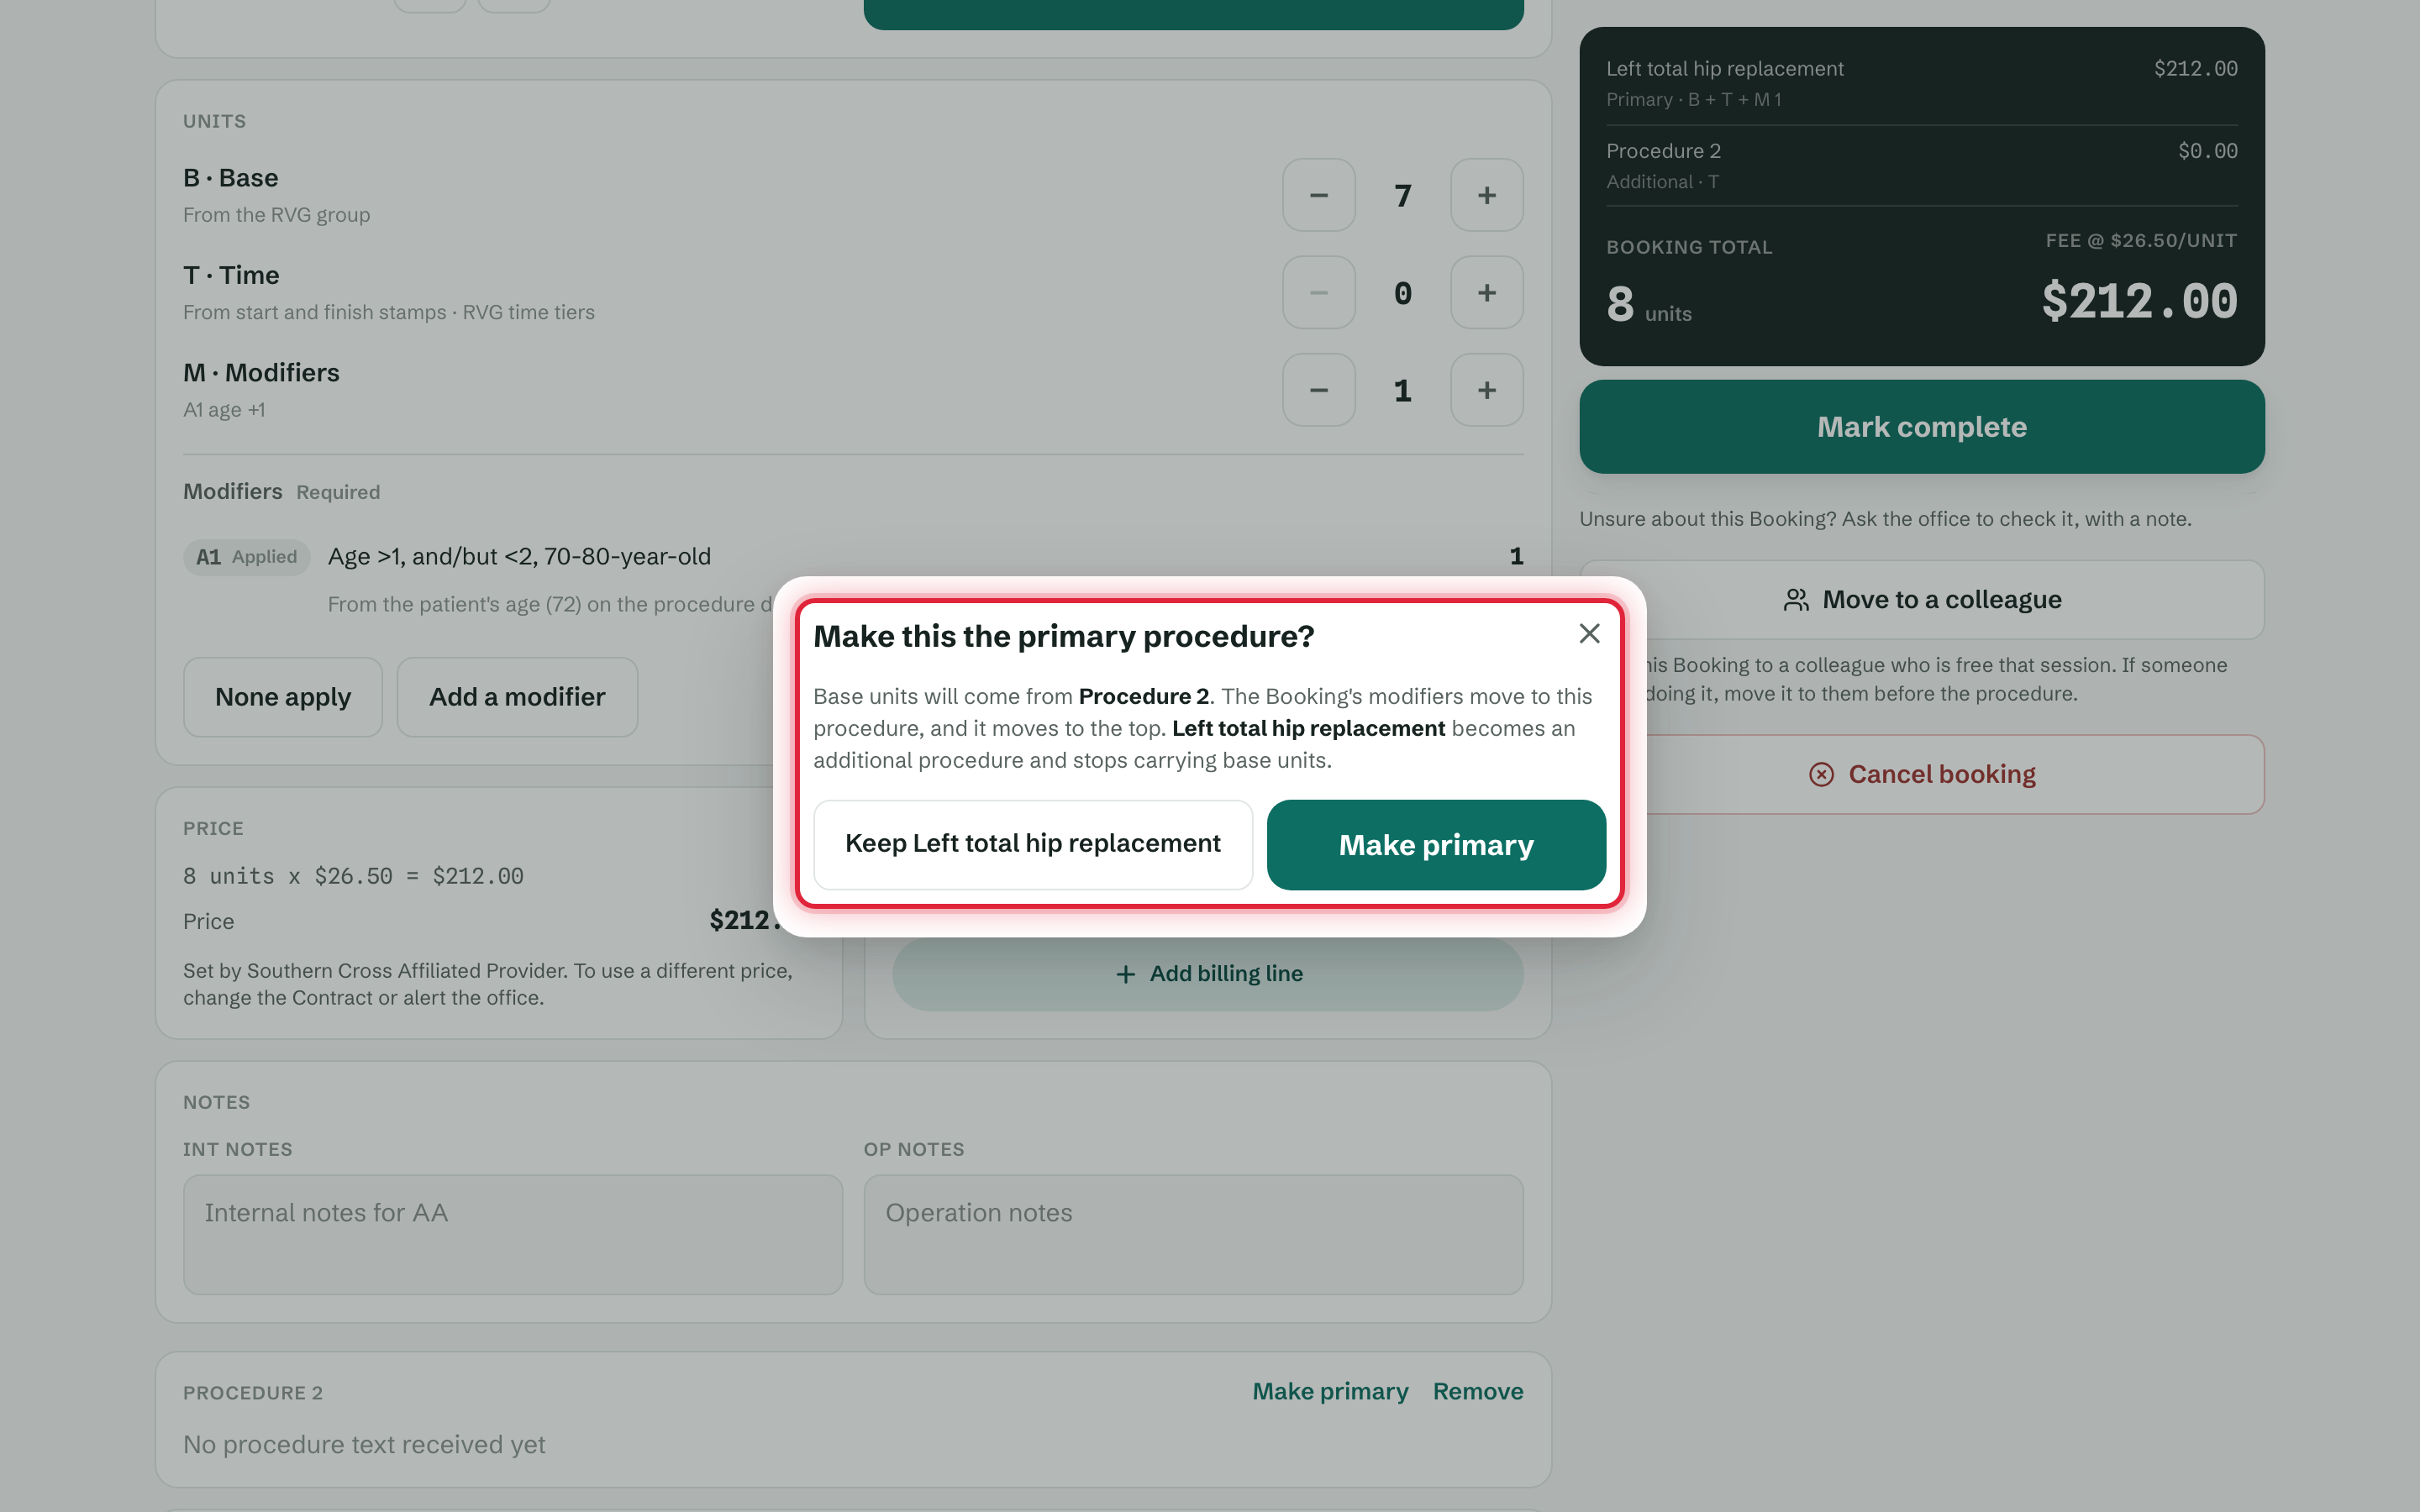 UNITS
B · Base
From the RVG group
− 7 +
T · Time
From start and finish stamps · RVG time tiers
− 0 +
M · Modifiers
A1 age +1
− 1 +
Modifiers Required
A1 Applied Age >1, and/but <2, 70-80-year-old 1
From the patient's age (72) on the procedure
None apply Add a modifier
PRICE
8 units x $26.50 = $212.00
Price $212.
Set by Southern Cross Affiliated Provider. To use a different price,
change the Contract or alert the office.
+ Add billing line
NOTES
INT NOTES
Internal notes for AA
OP NOTES
Operation notes
PROCEDURE 2 Make primary Remove
No procedure text received yet
Make this the primary procedure?
Base units will come from Procedure 2. The Booking's modifiers move to this
procedure, and it moves to the top. Left total hip replacement becomes an
additional procedure and stops carrying base units.
Keep Left total hip replacement Make primary
Left total hip replacement $212.00
Primary · B + T + M 1
Procedure 2 $0.00
Additional · T
BOOKING TOTAL FEE @ $26.50/UNIT
8 units $212.00
Mark complete
Unsure about this Booking? Ask the office to check it, with a note.
Move to a colleague
Booking to a colleague who is free that session. If someone
doing it, move it to them before the procedure.
Cancel booking